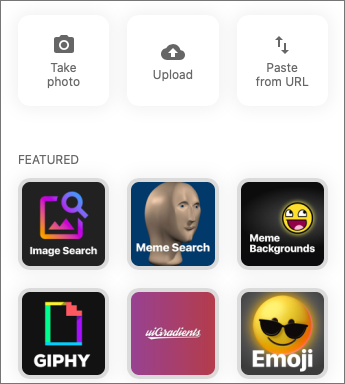 Take
photo
Upload
Paste
from URL
FEATURED
Image Search
Meme Search
Meme
Backgrounds
GIPHY
uiGradients
Emoji